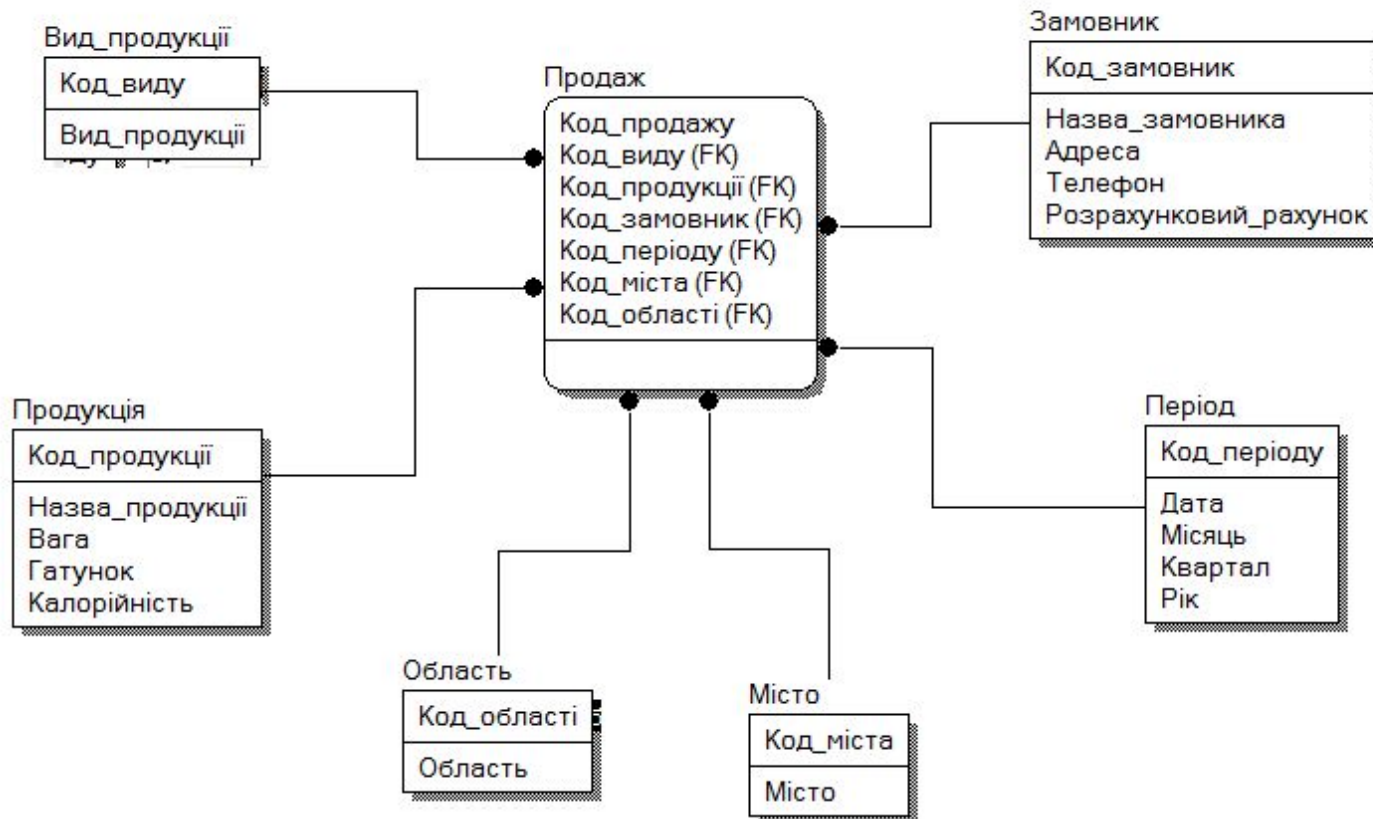 Вид_продукції
Код_виду
Вид_продукції
Продаж
Код_продажу
Код_виду (FK)
Код_продукції (FK)
Код_замовник (FK)
Код_періоду (FK)
Код_міста (FK)
Код_області (FK)
Замовник
Код_замовник
Назва_замовника
Адреса
Телефон
Розрахунковий_рахунок
Продукція
Код_продукції
Назва_продукції
Вага
Гатунок
Калорійність
Період
Код_періоду
Дата
Місяць
Квартал
Рік
Область
Код_області
Область
Місто
Код_міста
Місто